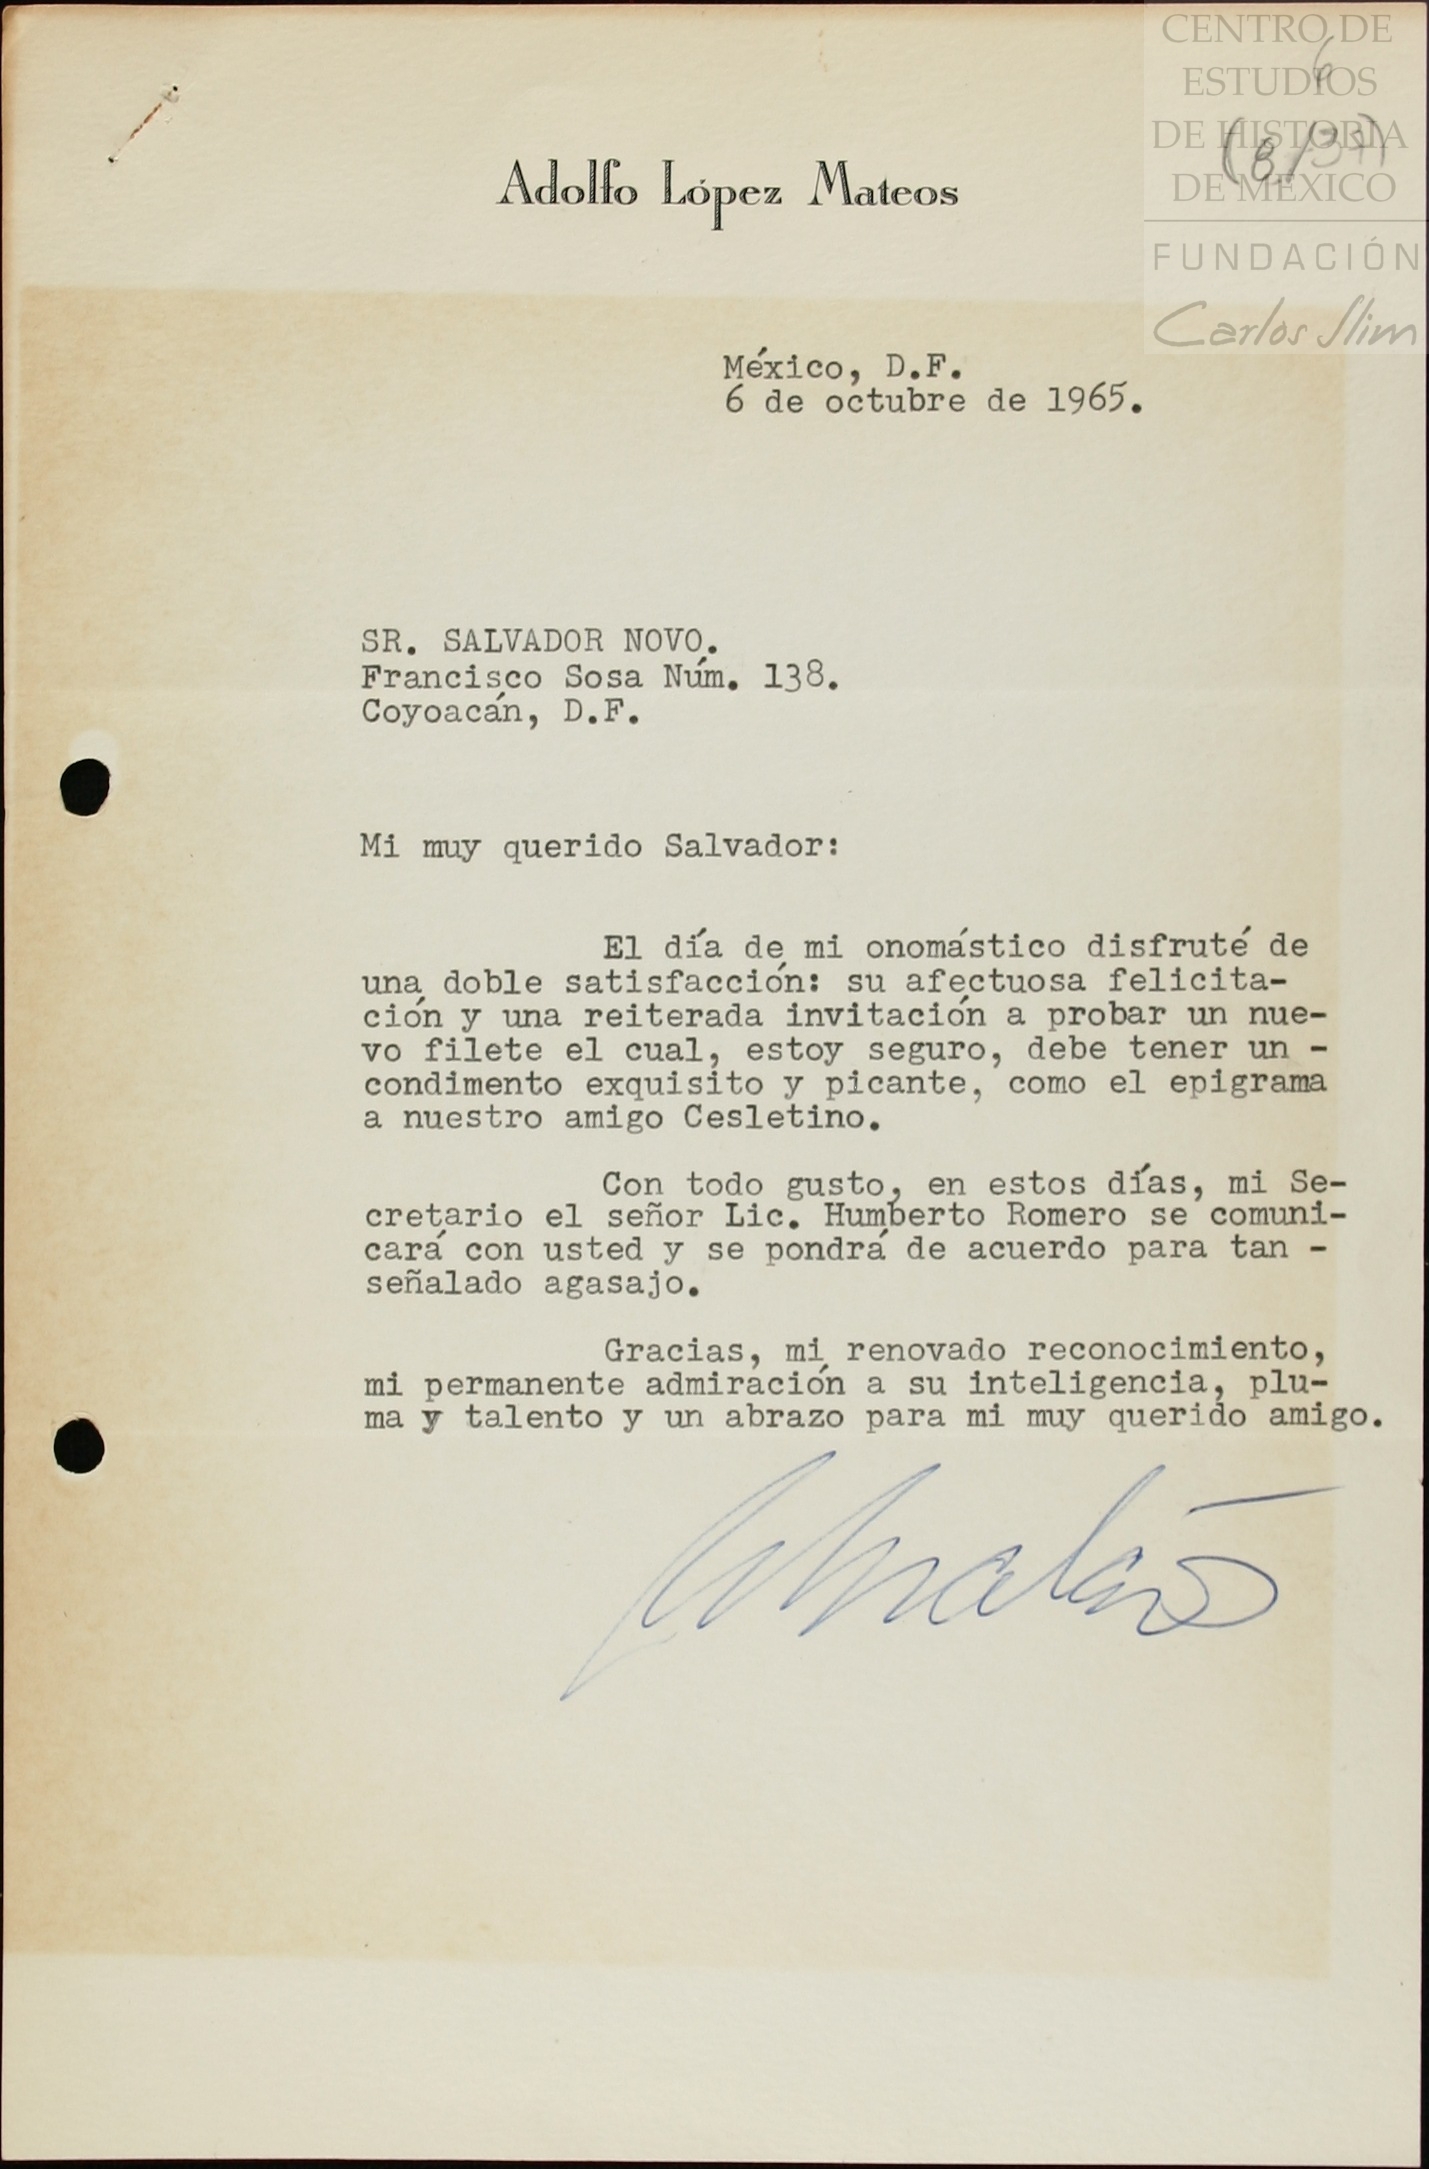 CENTRO DE
ESTUDIOS
DE HISTORIA
DE MÉXICO
FUNDACIÓN
Carlos Slim
6
(8/37)
Adolfo López Mateos
México, D.F.
6 de octubre de 1965.
SR. SALVADOR NOVO.
Francisco Sosa Núm. 138.
Coyoacán, D.F.
Mi muy querido Salvador:
El día de mi onomástico disfruté de
una doble satisfacción: su afectuosa felicita-
ción y una reiterada invitación a probar un nue-
vo filete el cual, estoy seguro, debe tener un -
condimento exquisito y picante, como el epigrama
a nuestro amigo Cesletino.
Con todo gusto, en estos días, mi Se-
cretario el señor Lic. Humberto Romero se comuni-
cará con usted y se pondrá de acuerdo para tan -
señalado agasajo.
Gracias, mi renovado reconocimiento,
mi permanente admiración a su inteligencia, plu-
ma y talento y un abrazo para mi muy querido amigo.